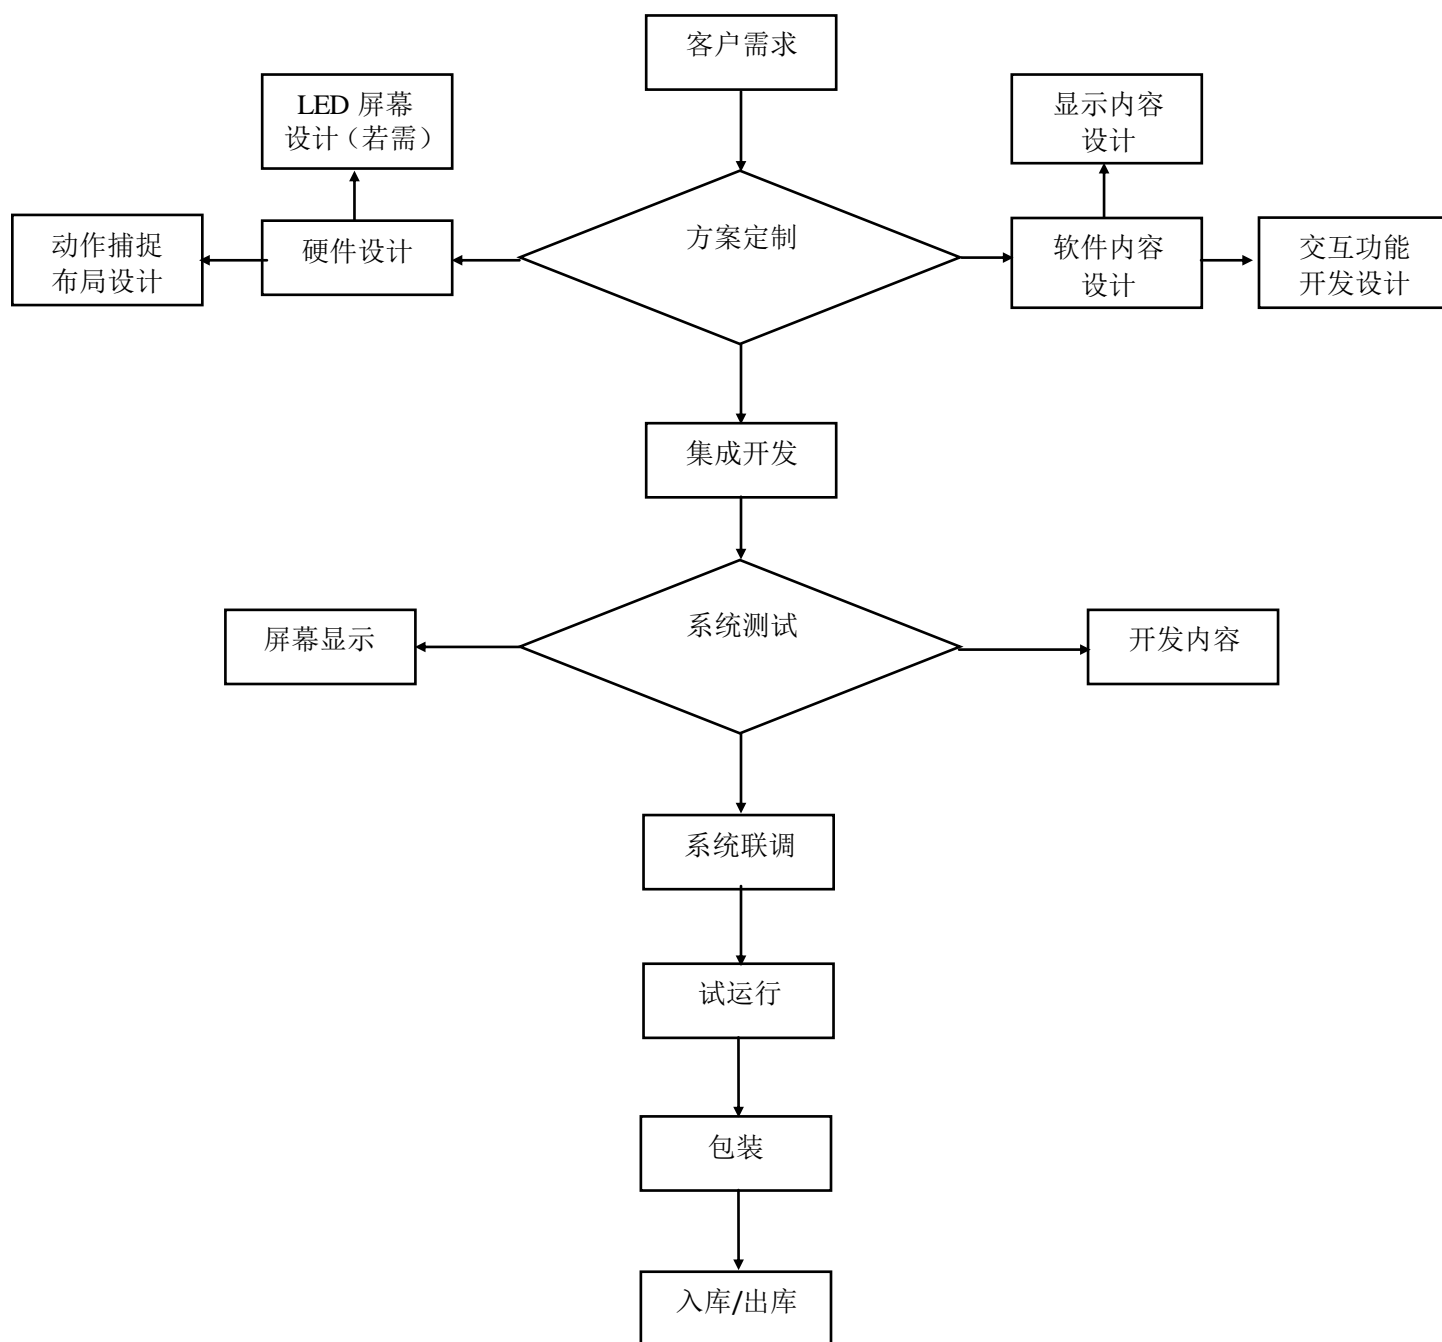 客户需求
LED 屏幕
设计（若需）
显示内容
设计
动作捕捉
布局设计
硬件设计
方案定制
软件内容
设计
交互功能
开发设计
集成开发
屏幕显示
系统测试
开发内容
系统联调
试运行
包装
入库/出库